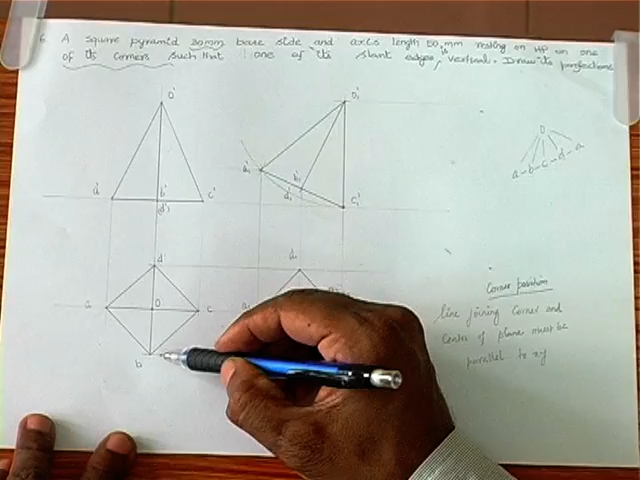 6. A square pyramid 30mm base side and axis length 50 mm resting on HP on one
of its corners such that one of its slant edges is vertical. Draw its projections
o'
o1'
a'
b'
(d')
c'
a1'
b1'
d1'
c1'
o
a-b-c-d-a
d
a
o
c
b
d1
a1
Corner position
line joining corner and
centre of plane must be
parallel to xy